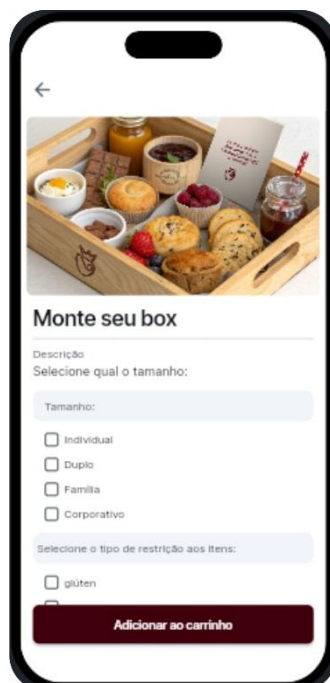 Monte seu box
Descrição
Selecione qual o tamanho:
Tamanho:
Individual
Duplo
Família
Corporativo
Selecione o tipo de restrição aos itens:
glúten
Adicionar ao carrinho